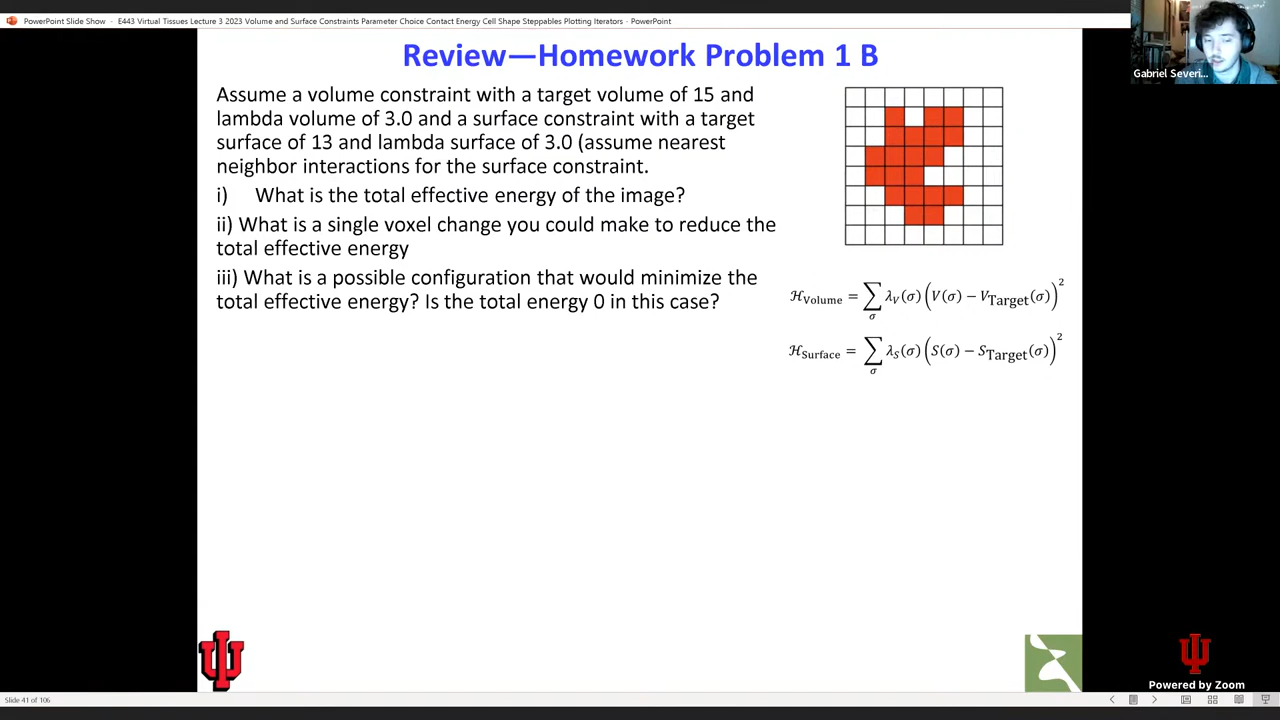 PowerPoint Slide Show - E443 Virtual Tissues Lecture 3 2023 Volume and Surface Constraints Parameter Choice Contact Energy Cell Shape Steppables Plotting Iterators - PowerPoint
Gabriel Severi...
Review—Homework Problem 1 B
Assume a volume constraint with a target volume of 15 and
lambda volume of 3.0 and a surface constraint with a target
surface of 13 and lambda surface of 3.0 (assume nearest
neighbor interactions for the surface constraint.
i) What is the total effective energy of the image?
ii) What is a single voxel change you could make to reduce the
total effective energy
iii) What is a possible configuration that would minimize the
total effective energy? Is the total energy 0 in this case?
ℋVolume = ∑σ λV(σ) (V(σ) − VTarget(σ))²
ℋSurface = ∑σ λS(σ) (S(σ) − STarget(σ))²
Powered by Zoom
Slide 41 of 106